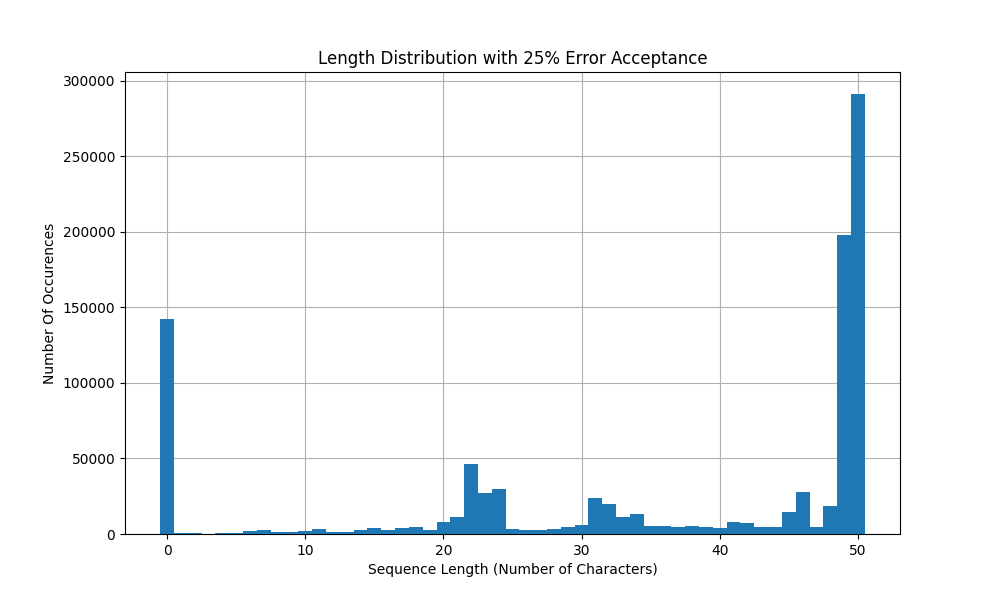 Length Distribution with 25% Error Acceptance
300000
250000
200000
150000
100000
50000
0
Number Of Occurences
0 10 20 30 40 50
Sequence Length (Number of Characters)